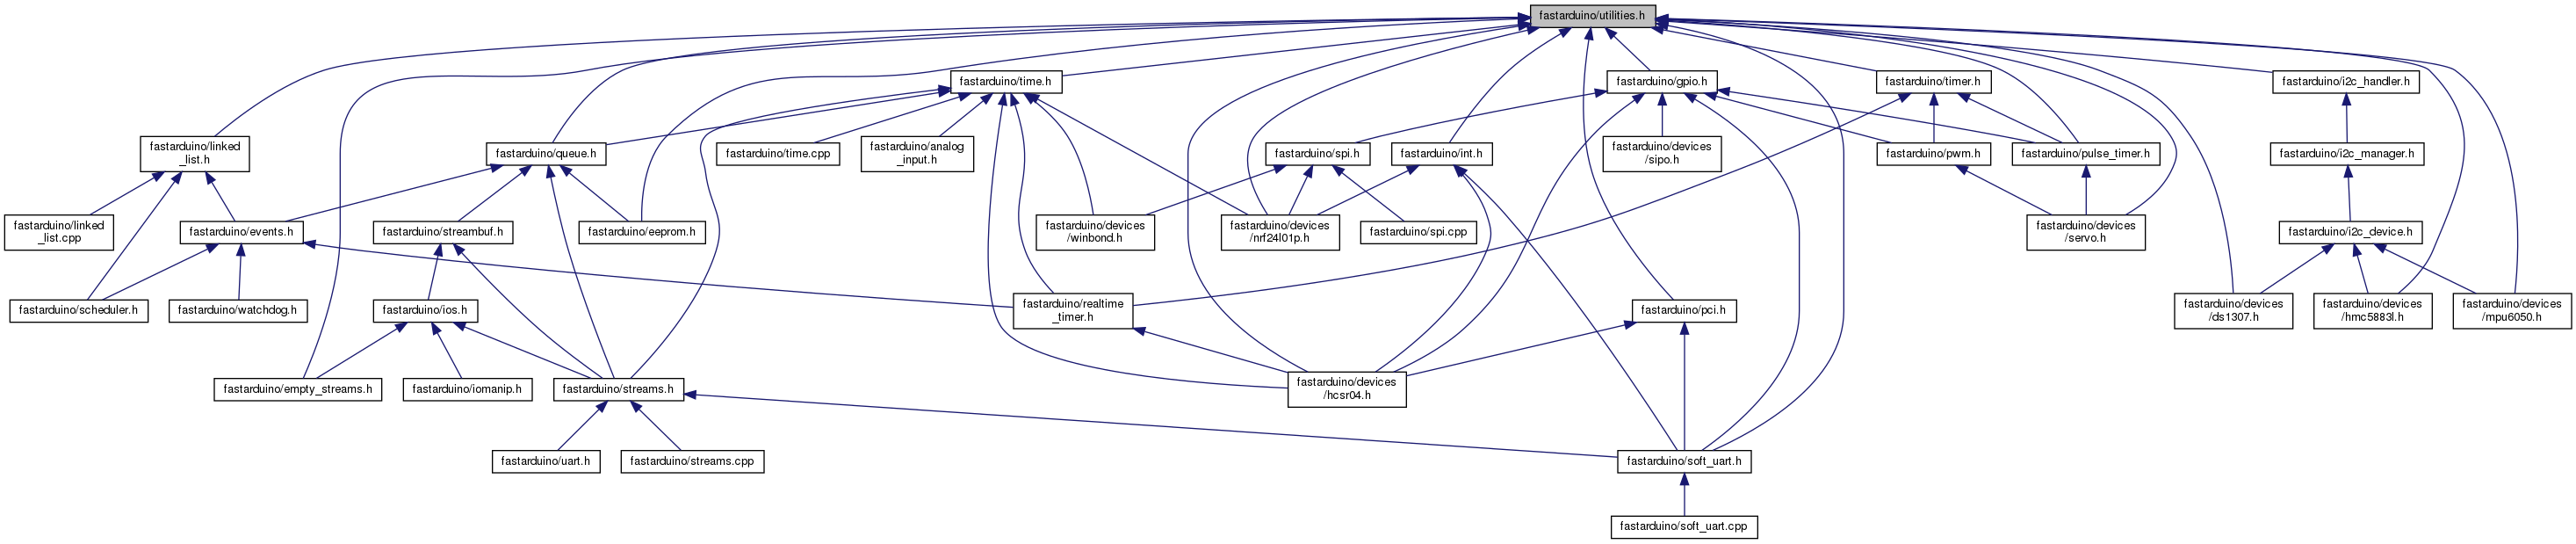 fastarduino/utilities.h
fastarduino/time.h
fastarduino/gpio.h
fastarduino/timer.h
fastarduino/i2c_handler.h
fastarduino/linked
_list.h
fastarduino/queue.h
fastarduino/time.cpp
fastarduino/analog
_input.h
fastarduino/spi.h
fastarduino/int.h
fastarduino/devices
/sipo.h
fastarduino/pwm.h
fastarduino/pulse_timer.h
fastarduino/i2c_manager.h
fastarduino/linked
_list.cpp
fastarduino/events.h
fastarduino/streambuf.h
fastarduino/eeprom.h
fastarduino/devices
/winbond.h
fastarduino/devices
/nrf24l01p.h
fastarduino/spi.cpp
fastarduino/devices
/servo.h
fastarduino/i2c_device.h
fastarduino/scheduler.h
fastarduino/watchdog.h
fastarduino/ios.h
fastarduino/realtime
_timer.h
fastarduino/pci.h
fastarduino/devices
/ds1307.h
fastarduino/devices
/hmc5883l.h
fastarduino/devices
/mpu6050.h
fastarduino/empty_streams.h
fastarduino/iomanip.h
fastarduino/streams.h
fastarduino/devices
/hcsr04.h
fastarduino/uart.h
fastarduino/streams.cpp
fastarduino/soft_uart.h
fastarduino/soft_uart.cpp